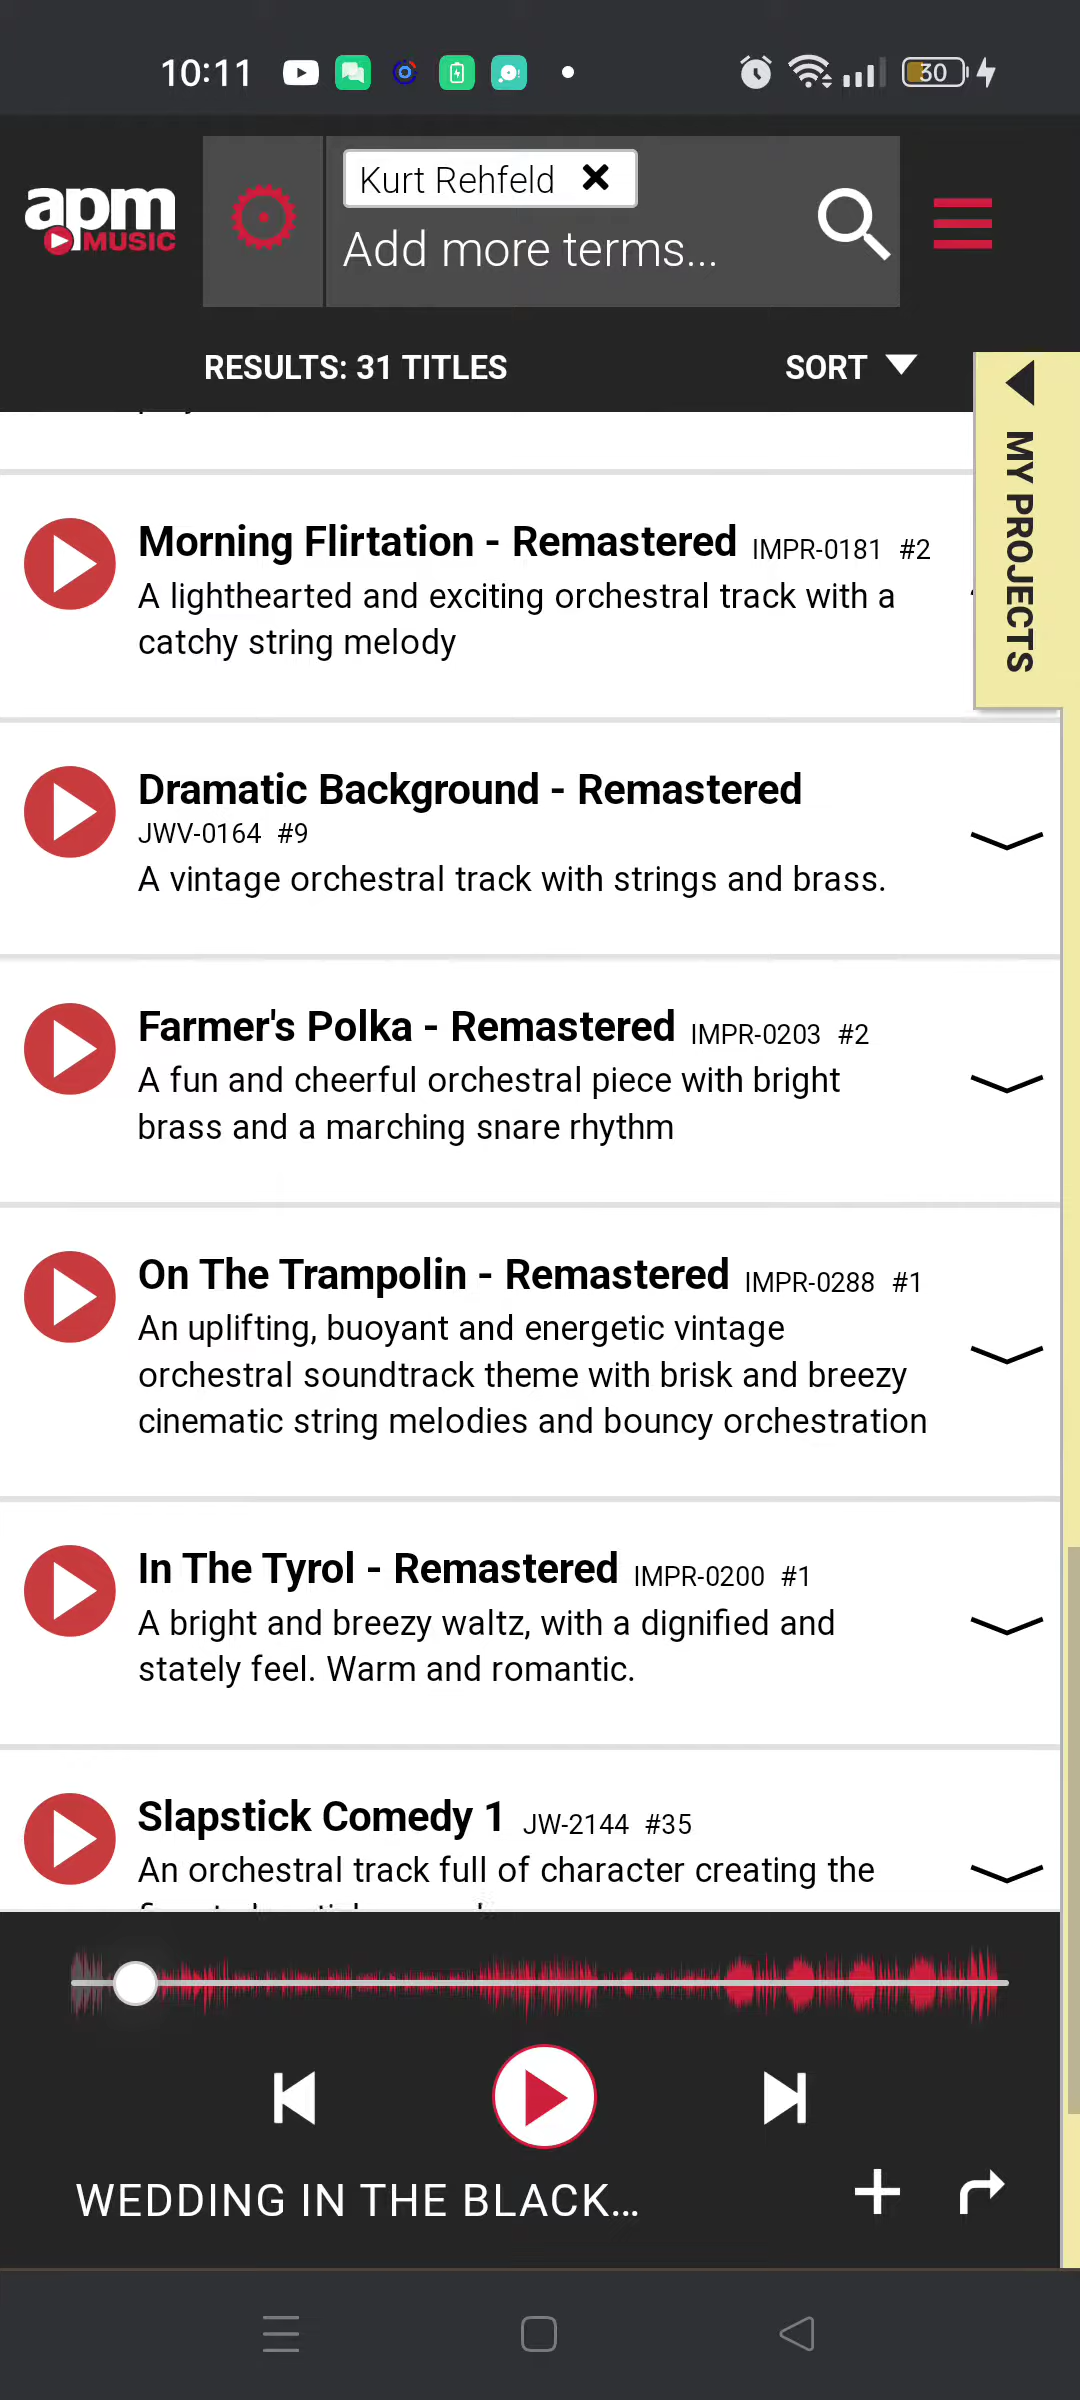 10:11
30
apm
MUSIC
Kurt Rehfeld
Add more terms...
RESULTS: 31 TITLES
SORT
MY PROJECTS
Morning Flirtation - Remastered IMPR-0181 #2
A lighthearted and exciting orchestral track with a
catchy string melody
Dramatic Background - Remastered
JWV-0164 #9
A vintage orchestral track with strings and brass.
Farmer's Polka - Remastered IMPR-0203 #2
A fun and cheerful orchestral piece with bright
brass and a marching snare rhythm
On The Trampolin - Remastered IMPR-0288 #1
An uplifting, buoyant and energetic vintage
orchestral soundtrack theme with brisk and breezy
cinematic string melodies and bouncy orchestration
In The Tyrol - Remastered IMPR-0200 #1
A bright and breezy waltz, with a dignified and
stately feel. Warm and romantic.
Slapstick Comedy 1 JW-2144 #35
An orchestral track full of character creating the
WEDDING IN THE BLACK...